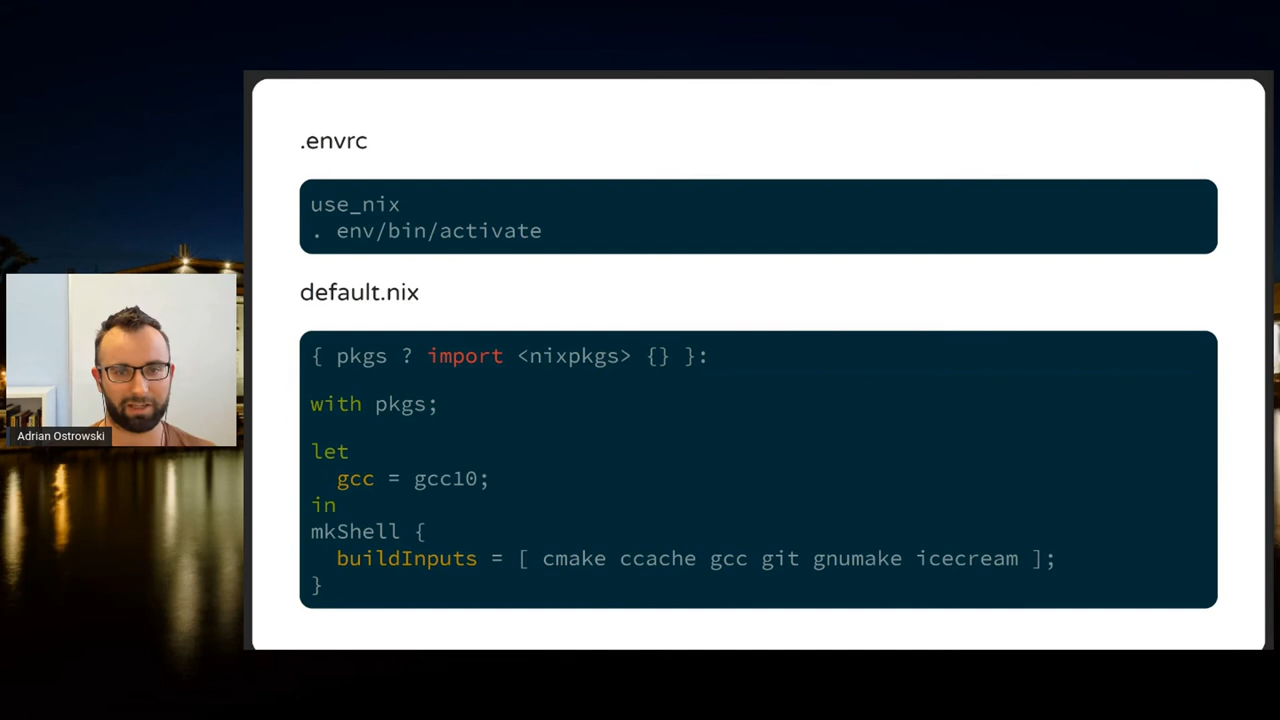 .envrc
use_nix
. env/bin/activate
default.nix
{ pkgs ? import <nixpkgs> {} }:
with pkgs;
let
  gcc = gcc10;
in
mkShell {
  buildInputs = [ cmake ccache gcc git gnumake icecream ];
}
Adrian Ostrowski